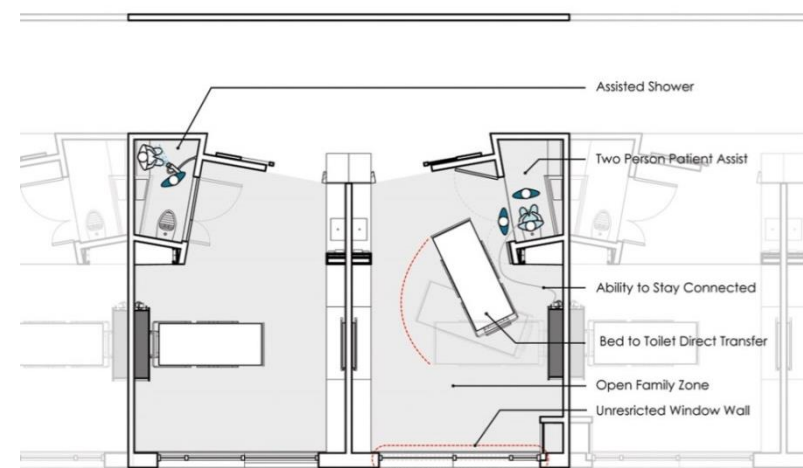 Assisted Shower
Two Person Patient Assist
Ability to Stay Connected
Bed to Toilet Direct Transfer
Open Family Zone
Unresricted Window Wall